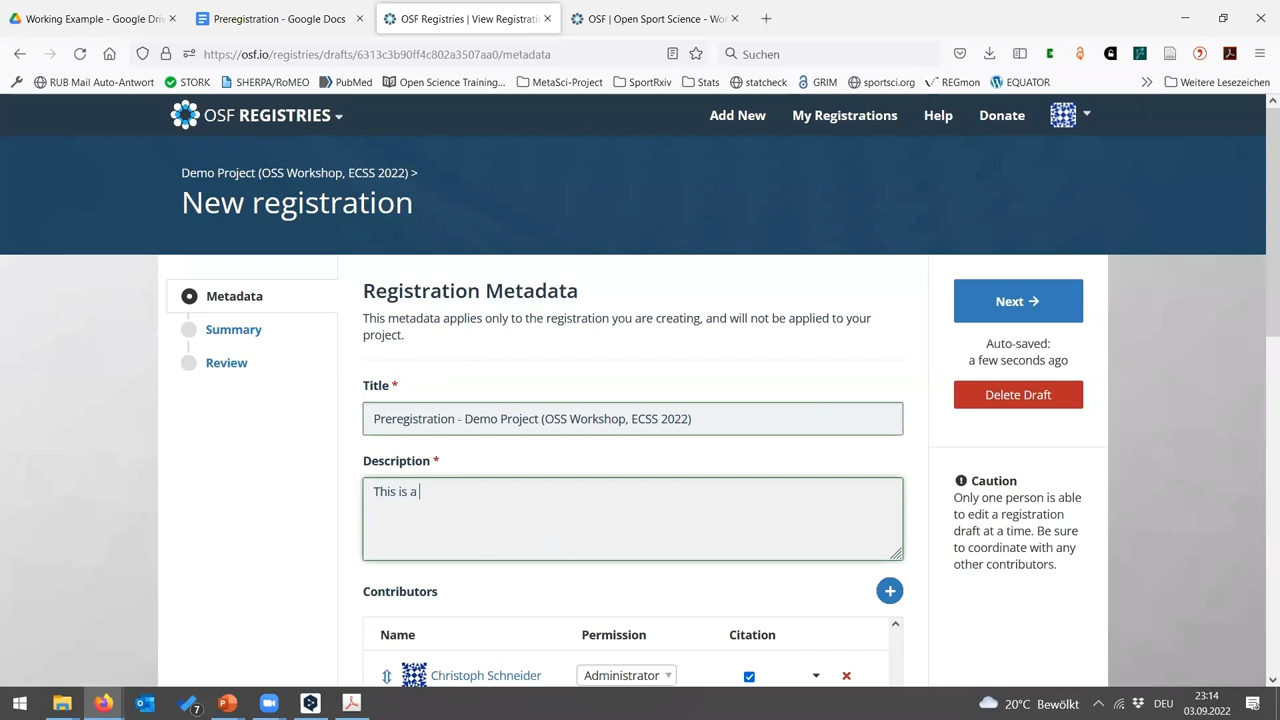 Working Example - Google Driv
Preregistration - Google Docs
OSF Registries | View Registrati
OSF | Open Sport Science - Wor
https://osf.io/registries/drafts/6313c3b90ff4c802a3507aa0/metadata
Suchen
RUB Mail Auto-Antwort
STORK
SHERPA/RoMEO
PubMed
Open Science Training...
MetaSci-Project
SportRxiv
Stats
statcheck
GRIM
sportsci.org
REGmon
EQUATOR
Weitere Lesezeichen
OSF REGISTRIES
Add New
My Registrations
Help
Donate
Demo Project (OSS Workshop, ECSS 2022) >
New registration
Metadata
Summary
Review
Registration Metadata
This metadata applies only to the registration you are creating, and will not be applied to your
project.
Title *
Preregistration - Demo Project (OSS Workshop, ECSS 2022)
Description *
This is a
Contributors
Name
Permission
Citation
Christoph Schneider
Administrator
Next
Auto-saved:
a few seconds ago
Delete Draft
Caution
Only one person is able
to edit a registration
draft at a time. Be sure
to coordinate with any
other contributors.
7
20°C Bewölkt
DEU
23:14
03.09.2022